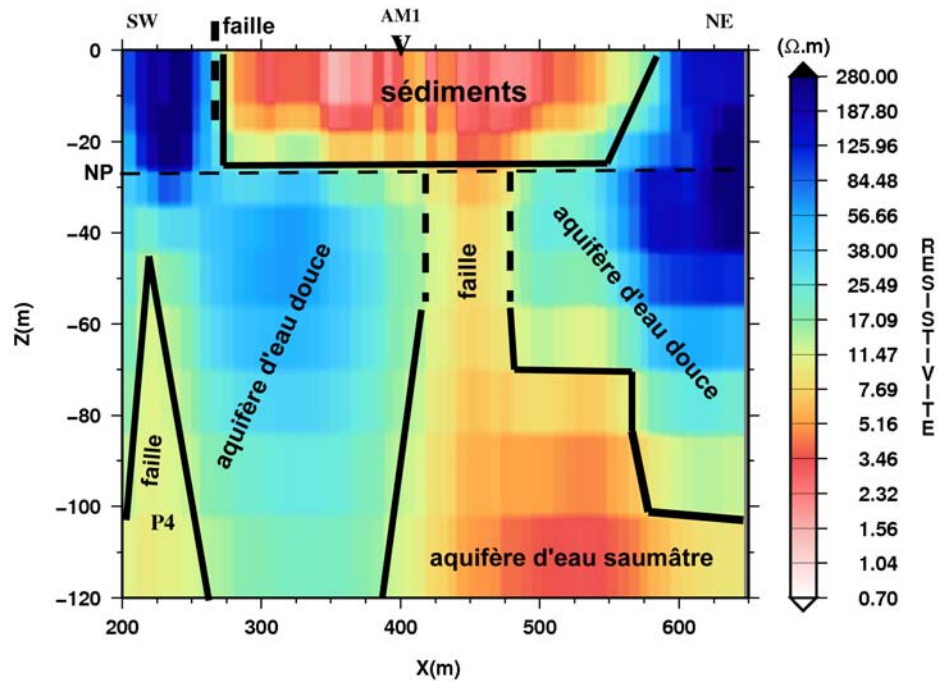 SW
faille
AM1
NE
(Ω.m)
0
−20
NP
−40
−60
−80
−100
−120
Z(m)
sédiments
aquifère d'eau douce
faille
aquifère d'eau douce
faille
P4
aquifère d'eau saumâtre
200
300
400
500
600
X(m)
280.00
187.80
125.96
84.48
56.66
38.00
25.49
17.09
11.47
7.69
5.16
3.46
2.32
1.56
1.04
0.70
RESISTIVITE